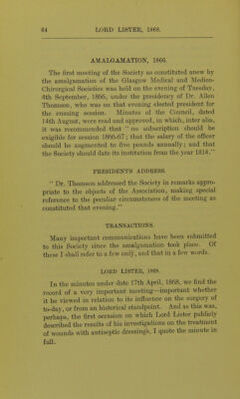 64 LORD LISTER, 1868.
AMALGAMATION, 1866.
The first meeting of the Society as constituted anew by
the amalgamation of the Glasgow Medical and Medico-
Chirurgical Societies was held on the evening of Tuesday,
4th September, 1866, under the presidency of Dr. Allen
Thomson, who was on that evening elected president for
the ensuing session. Minutes of the Council, dated
14th August, were read and approved, in which, inter alia,
it was recommended that "no subscription should be
exigible for session 1866-67; that the salary of the officer
should be augmented to five pounds annually; and that
the Society should date its institution from the year 1814."
PRESIDENT'S ADDRESS.
"Dr. Thomson addressed the Society in remarks appro-
priate to the objects of the Association, making special
reference to the peculiar circumstances of the meeting as
constituted that evening."
TRANSACTIONS.
Many important communications have been submitted
to this Society since the amalgamation took place. Of
these I shall refer to a few only, and that in a few words.
LORD LISTER, 1868.
In the minutes under date 17th April, 1868, we find the
record of a very important meeting—important whether
it be viewed in relation to its influence on the surgery of
to-day, or from an historical standpoint. And as this was,
perhaps, the first occasion on which Lord Lister publicly
described the results of his investigations on the treatment
of wounds with antiseptic dressings, I quote the minute in
full.